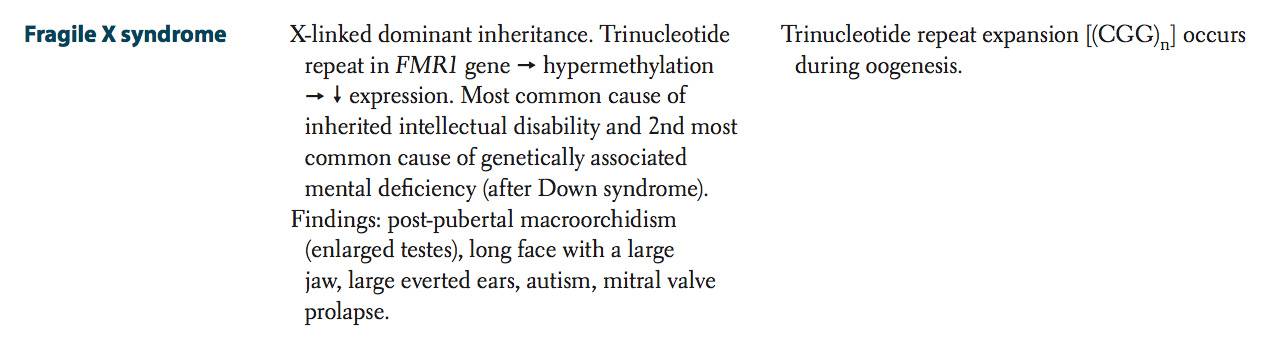 Fragile X syndrome
X-linked dominant inheritance. Trinucleotide
repeat in FMR1 gene → hypermethylation
→ ↓ expression. Most common cause of
inherited intellectual disability and 2nd most
common cause of genetically associated
mental deficiency (after Down syndrome).
Findings: post-pubertal macroorchidism
(enlarged testes), long face with a large
jaw, large everted ears, autism, mitral valve
prolapse.
Trinucleotide repeat expansion [(CGG)n] occurs
during oogenesis.